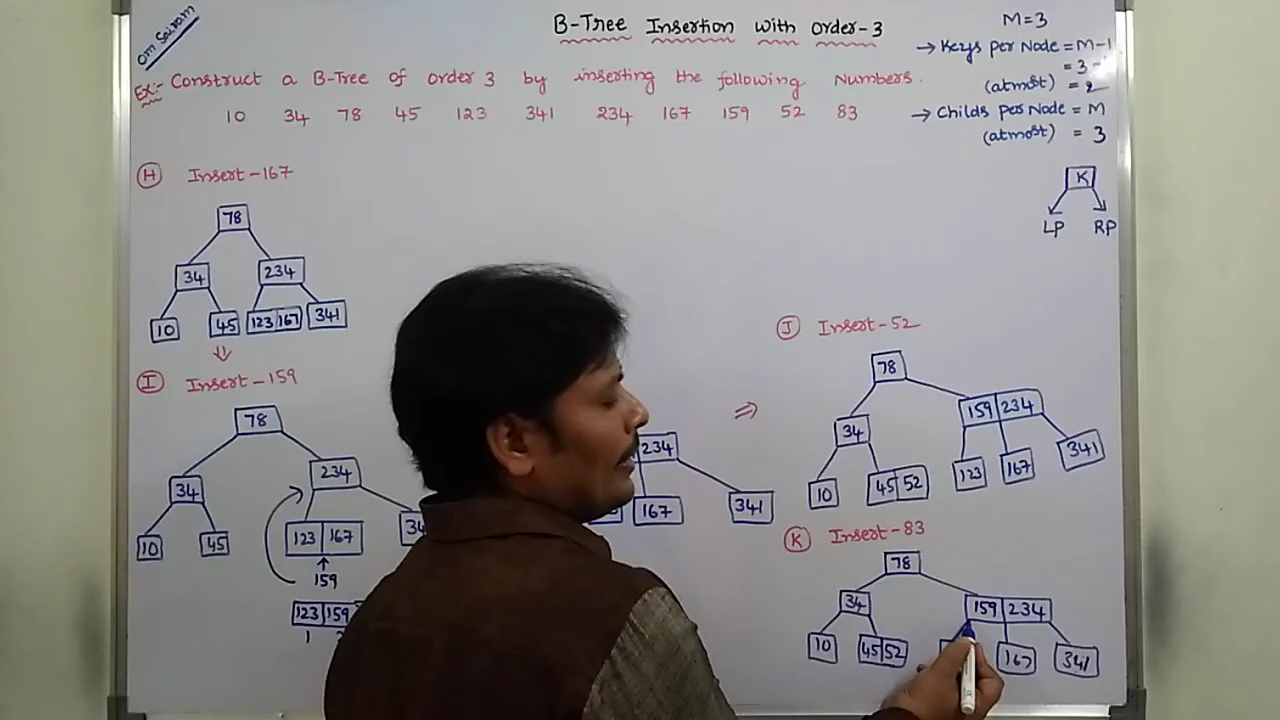 om Sairam
B-Tree Insertion with order-3
M=3
→ Keys per Node = M-1
= 3-
(atmost) = 2
→ Childs per Node = M
(atmost) = 3
Ex:- Construct a B-Tree of order 3 by inserting the following Numbers.
10 34 78 45 123 341 234 167 159 52 83
K
LP RP
H Insert-167
78
34 234
10 45 123 167 341
I Insert-159
78
34 234
10 45 123 167 34
159
123 159
1
234
167 341
J Insert-52
78
34 159 234
10 45 52 123 167 341
K Insert-83
78
34 159 234
10 45 52 167 341